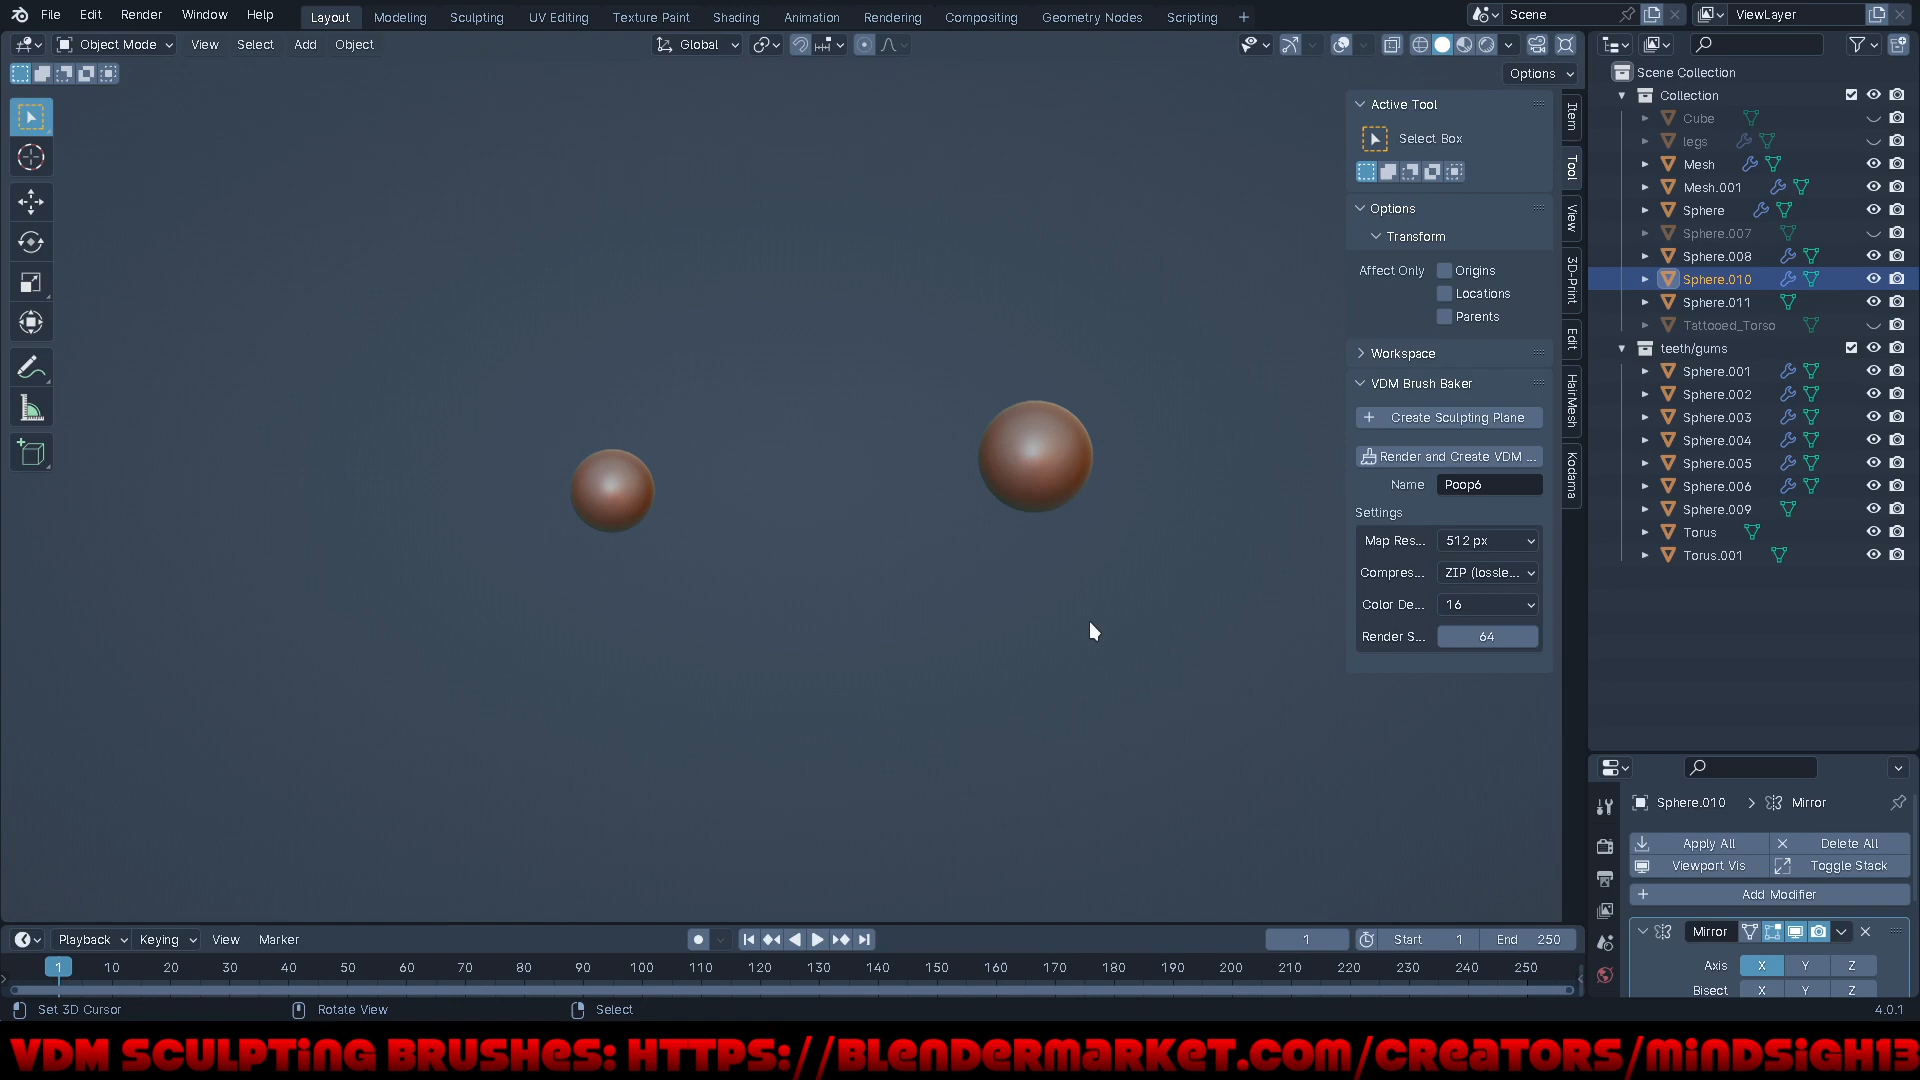 File Edit Render Window Help Layout Modeling Sculpting UV Editing Texture Paint Shading Animation Rendering Compositing Geometry Nodes Scripting + Scene ViewLayer
Object Mode View Select Add Object Global
Options
Active Tool
Select Box
Options
Transform
Affect Only Origins
Locations
Parents
Workspace
VDM Brush Baker
Create Sculpting Plane
Render and Create VDM ...
Name Poop6
Settings
Map Res... 512 px
Compres... ZIP (lossle...
Color De... 16
Render S... 64
Item
Tool
View
3D-Print
Edit
HairMesh
Kodama
Scene Collection
Collection
Cube
legs
Mesh
Mesh.001
Sphere
Sphere.007
Sphere.008
Sphere.010
Sphere.011
Tattooed_Torso
teeth/gums
Sphere.001
Sphere.002
Sphere.003
Sphere.004
Sphere.005
Sphere.006
Sphere.009
Torus
Torus.001
Sphere.010 > Mirror
Apply All Delete All
Viewport Vis Toggle Stack
Add Modifier
Mirror
Axis X Y Z
Bisect X Y Z
Playback Keying View Marker 1 Start 1 End 250
1 10 20 30 40 50 60 70 80 90 100 110 120 130 140 150 160 170 180 190 200 210 220 230 240 250
Set 3D Cursor Rotate View Select 4.0.1
VDM SCULPTING BRUSHES: HTTPS://BLENDERMARKET.COM/CREATORS/MINDSIGH13